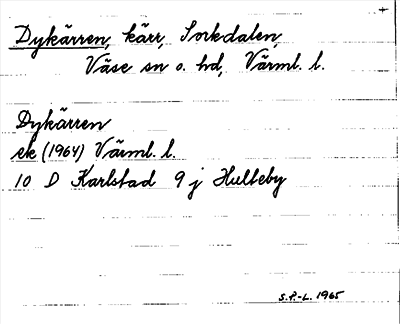 Dykärren, kärr, Sorkdalen,
Väse sn o. hd, Värml. l.
Dykärren
ek (1964) Värml. l.
10 D Karlstad 9 j Hulteby
S.P.-L. 1965